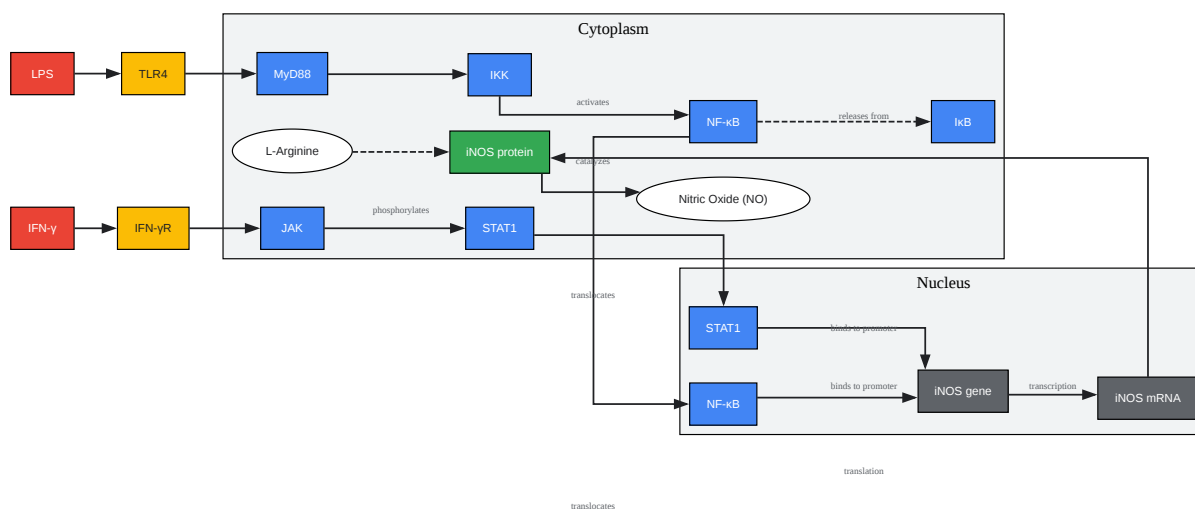 Cytoplasm
LPS
TLR4
MyD88
IKK
activates
NF-κB
releases from
IκB
L-Arginine
iNOS protein
catalyzes
Nitric Oxide (NO)
IFN-γ
IFN-γR
JAK
phosphorylates
STAT1
Nucleus
translocates
STAT1
binds to promoter
NF-κB
binds to promoter
iNOS gene
transcription
iNOS mRNA
translation
translocates